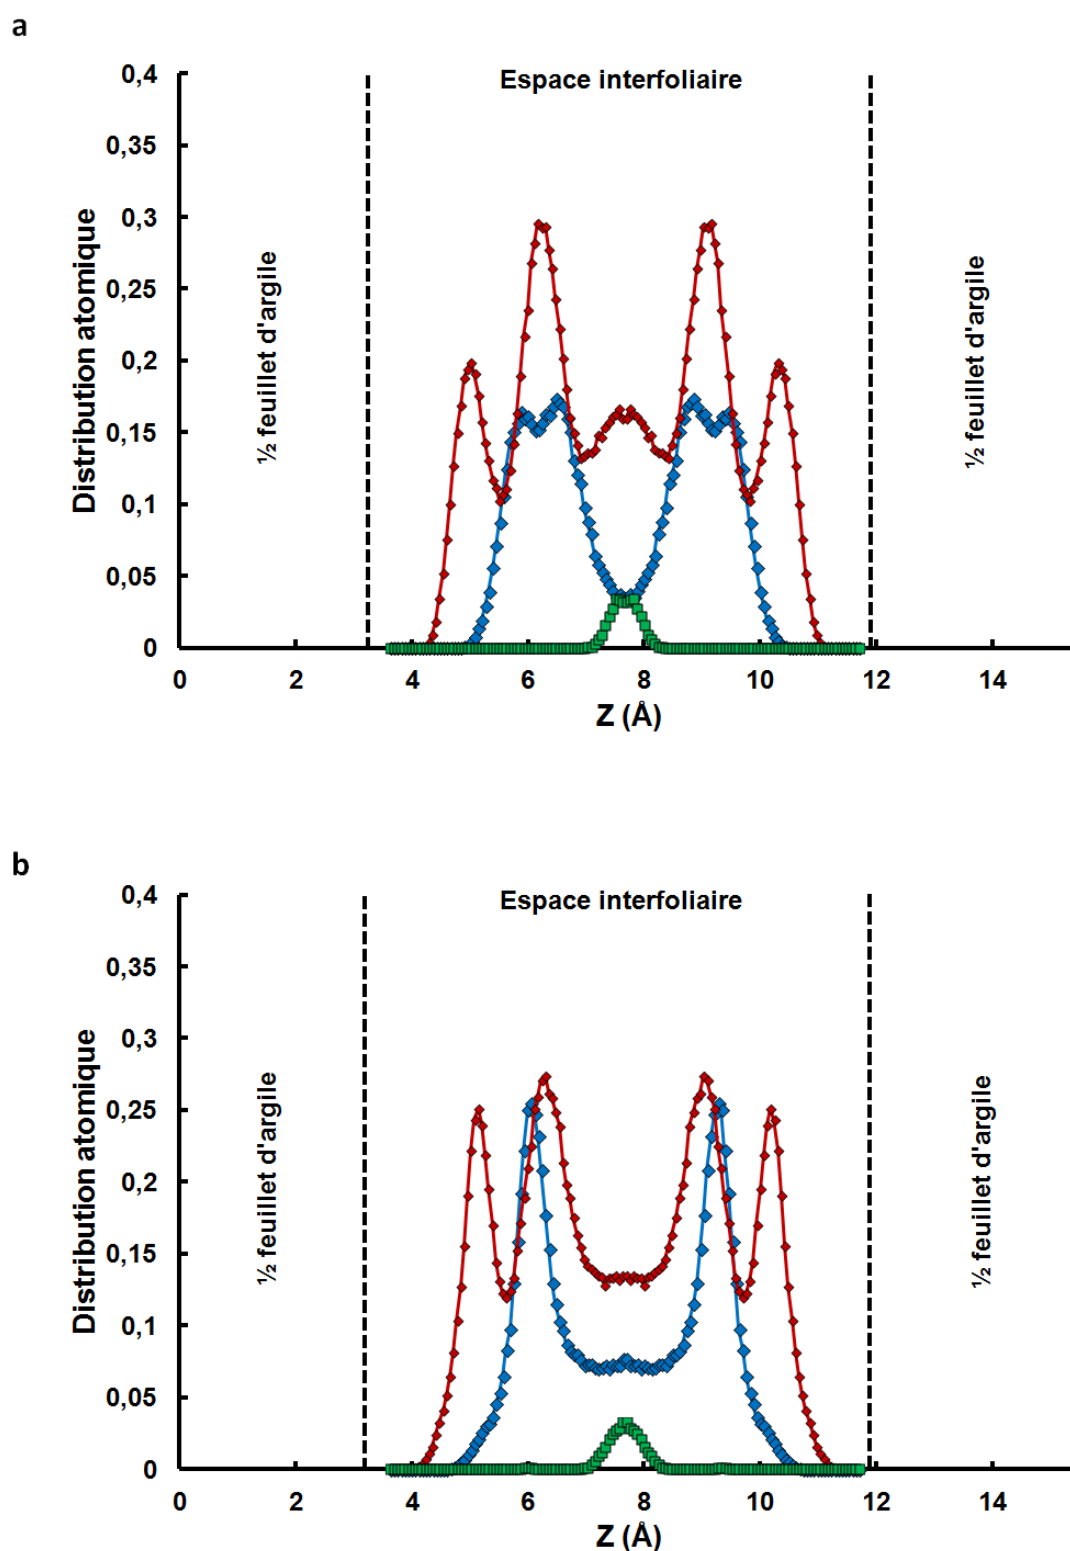 a
Espace interfoliaire
0,4
0,35
0,3
0,25
0,2
0,15
0,1
0,05
0
Distribution atomique
½ feuillet d'argile
½ feuillet d'argile
0 2 4 6 8 10 12 14
Z (Å)
b
Espace interfoliaire
0,4
0,35
0,3
0,25
0,2
0,15
0,1
0,05
0
Distribution atomique
½ feuillet d'argile
½ feuillet d'argile
0 2 4 6 8 10 12 14
Z (Å)